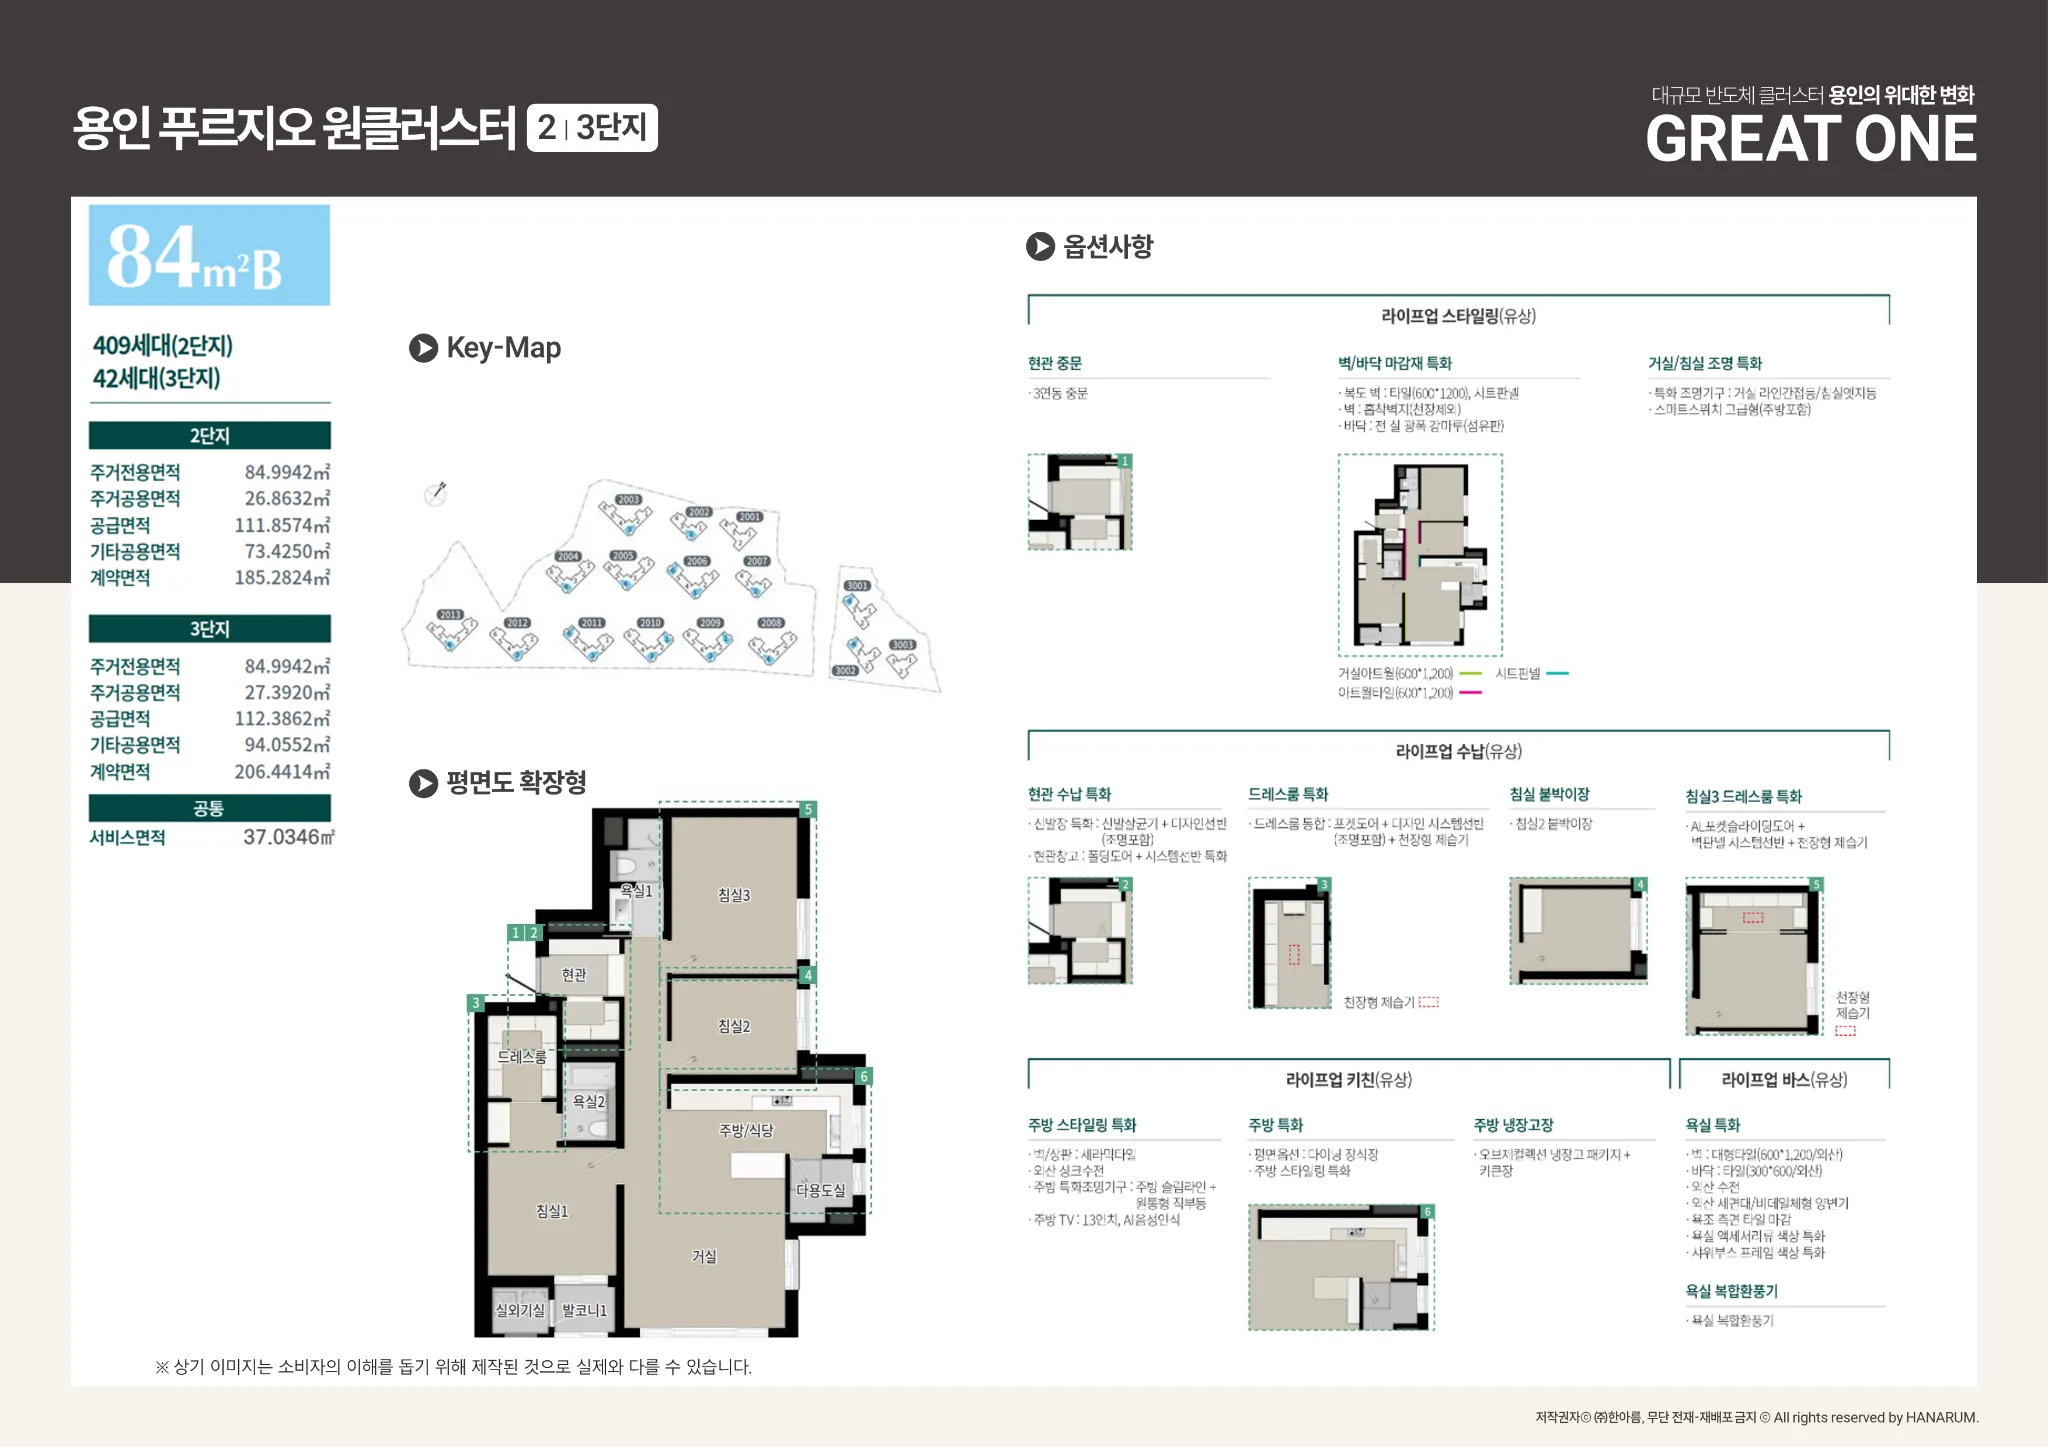 용인 푸르지오 원클러스터 2 | 3단지
대규모 반도체 클러스터 용인의 위대한 변화
GREAT ONE
84m²B
409세대(2단지)
42세대(3단지)
2단지
주거전용면적 84.9942㎡
주거공용면적 26.8632㎡
공급면적 111.8574㎡
기타공용면적 73.4250㎡
계약면적 185.2824㎡
3단지
주거전용면적 84.9942㎡
주거공용면적 27.3920㎡
공급면적 112.3862㎡
기타공용면적 94.0552㎡
계약면적 206.4414㎡
공통
서비스면적 37.0346㎡
Key-Map
2003
2002
2001
2004
2005
2006
2007
3001
2013
2012
2011
2010
2009
2008
3003
3002
평면도 확장형
5
욕실1
침실3
1 2
현관
4
3
침실2
드레스룸
6
욕실2
주방/식당
다용도실
침실1
거실
실외기실
발코니1
※ 상기 이미지는 소비자의 이해를 돕기 위해 제작된 것으로 실제와 다를 수 있습니다.
옵션사항
라이프업 스타일링(유상)
현관 중문
· 3연동 중문
1
벽/바닥 마감재 특화
· 복도 벽 : 타일(600*1200), 시트판넬
· 벽 : 흡착벽지(천장제외)
· 바닥 : 전 실 광폭 강마루(섬유판)
거실아트월(600*1,200) 시트판넬
아트월타일(600*1,200)
거실/침실 조명 특화
· 특화 조명기구 : 거실 라인간접등/침실엣지등
· 스마트스위치 고급형(주방포함)
라이프업 수납(유상)
현관 수납 특화
· 신발장 특화 : 신발살균기 + 디자인선반
(조명포함)
· 현관창고 : 폴딩도어 + 시스템선반 특화
2
드레스룸 특화
· 드레스룸 통합 : 포켓도어 + 디자인 시스템선반
(조명포함) + 천장형 제습기
3
천장형 제습기
침실 붙박이장
· 침실2 붙박이장
4
침실3 드레스룸 특화
· AL포켓슬라이딩도어 +
벽판넬 시스템선반 + 천장형 제습기
5
천장형
제습기
라이프업 키친(유상)
주방 스타일링 특화
· 벽/상판 : 세라믹타일
· 외산 싱크수전
· 주방 특화조명기구 : 주방 슬림라인 +
원통형 직부등
· 주방 TV : 13인치, AI음성인식
주방 특화
· 평면옵션 : 다이닝 장식장
· 주방 스타일링 특화
6
주방 냉장고장
· 오브제컬렉션 냉장고 패키지 +
키큰장
라이프업 바스(유상)
욕실 특화
· 벽 : 대형타일(600*1,200/외산)
· 바닥 : 타일(300*600/외산)
· 외산 수전
· 외산 세면대/비데일체형 양변기
· 욕조 측면 타일 마감
· 욕실 액세서리류 색상 특화
· 샤워부스 프레임 색상 특화
욕실 복합환풍기
· 욕실 복합환풍기
저작권자ⓒ ㈜한아름, 무단 전재-재배포 금지 ⓒ All rights reserved by HANARUM.